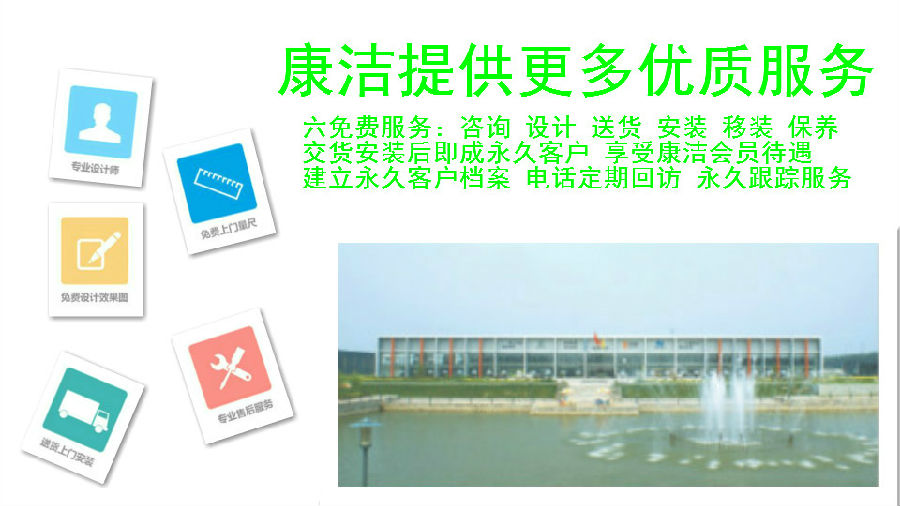 康洁提供更多优质服务
六免费服务：咨询 设计 送货 安装 移装 保养
交货安装后即成永久客户 享受康洁会员待遇
建立永久客户档案 电话定期回访 永久跟踪服务
专业设计师
免费上门量尺
免费设计效果图
专业售后服务
送货上门安装